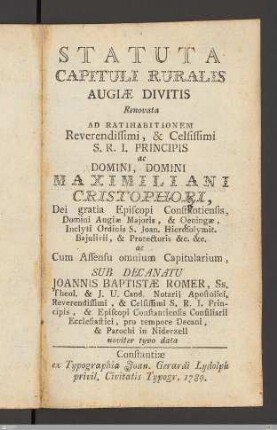 STATUTA
CAPITULI RURALIS
AUGIÆ DIVITIS
Renovata
AD RATIHABITIONEM
Reverendiſſimi, & Celſiſſimi
S. R. I. PRINCIPIS
ac
DOMINI, DOMINI
MAXIMILIANI
CRISTOPHORI,
Dei gratia Epiſcopi Conſtantienſis,
Domini Augiæ Majoris, & Oeningæ,
Inclyti Ordinis S. Joan. Hieroſolymit.
Bajulivii, & Protectoris &c. &c.
ac
Cum Aſſenſu omnium Capitularium,
SUB DECANATU
JOANNIS BAPTISTÆ ROMER, Ss.
Theol. & J. U. Cand. Notarii Apoſtolici,
Reverendiſſimi, & Celſiſſimi S. R. I. Prin-
cipis, & Epiſcopi Conſtantienſis Conſiliarii
Eccleſiaſtici, pro tempore Decani,
& Parochi in Niderzell
noviter typo data
Conſtantiæ
ex Typographia Joan. Gerardi Lydolph
privil. Civitatis Typogr. 1789.